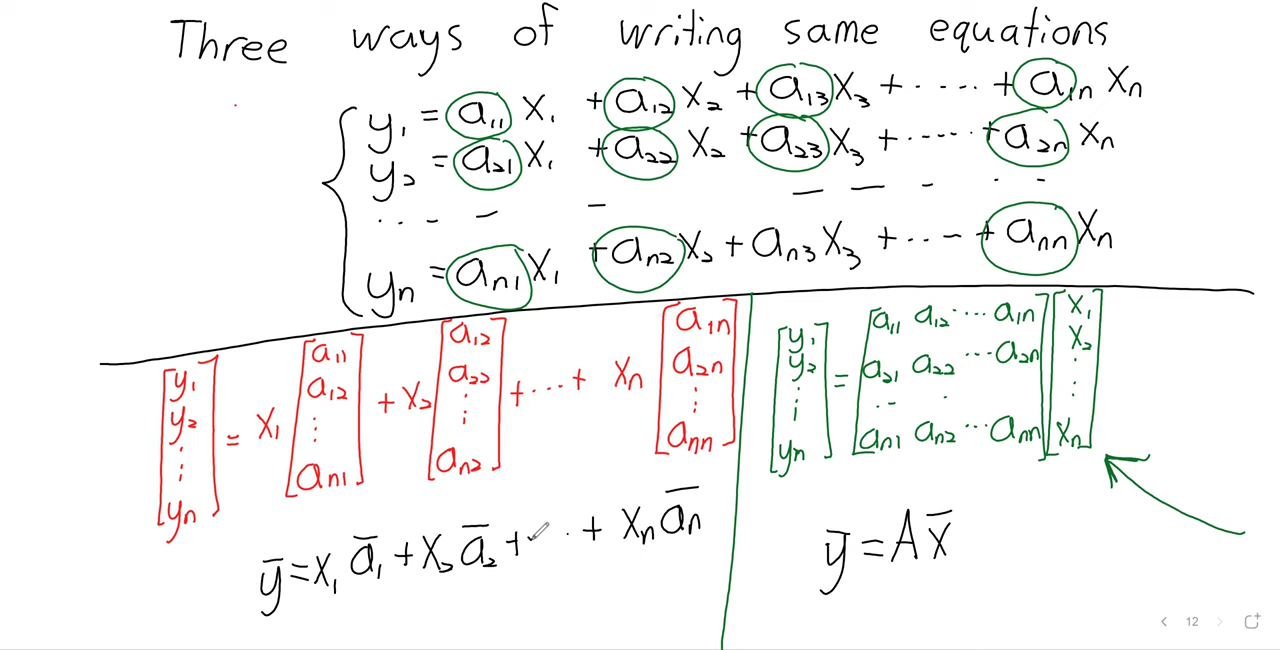 Three ways of writing same equations
y₁ = a₁₁ x₁ + a₁₂ x₂ + a₁₃ x₃ + ..... + a₁ₙ xₙ
y₂ = a₂₁ x₁ + a₂₂ x₂ + a₂₃ x₃ + ..... + a₂ₙ xₙ
.. – – – — — – - -
yₙ = aₙ₁ x₁ + aₙ₂ x₂ + aₙ₃ x₃ + ..– + aₙₙ xₙ
[y₁ y₂ ⋮ yₙ] = x₁ [a₁₁ a₁₂ ⋮ aₙ₁] + x₂ [a₁₂ a₂₂ ⋮ aₙ₂] + ... + xₙ [a₁ₙ a₂ₙ ⋮ aₙₙ]
ȳ = x₁ ā₁ + x₂ ā₂ + .. + xₙ āₙ
[y₁ y₂ ⋮ yₙ] = [a₁₁ a₁₂ ... a₁ₙ a₂₁ a₂₂ ... a₂ₙ .. . aₙ₁ aₙ₂ ... aₙₙ] [x₁ x₂ ⋮ xₙ]
ȳ = A x̄
< 12 >